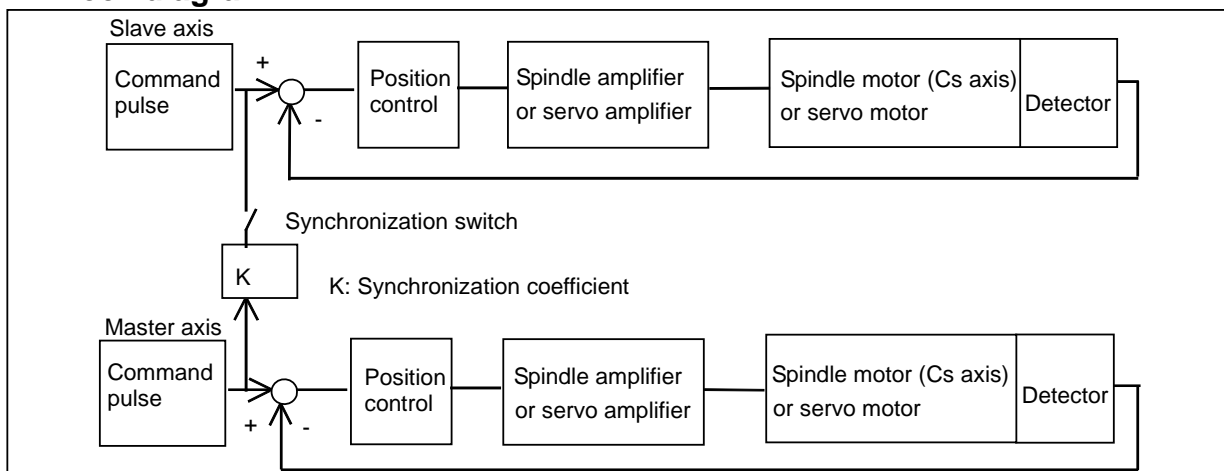 Slave axis
Command
pulse
+
-
Position
control
Spindle amplifier
or servo amplifier
Spindle motor (Cs axis)
or servo motor
Detector
Synchronization switch
K
K: Synchronization coefficient
Master axis
Command
pulse
+
-
Position
control
Spindle amplifier
or servo amplifier
Spindle motor (Cs axis)
or servo motor
Detector